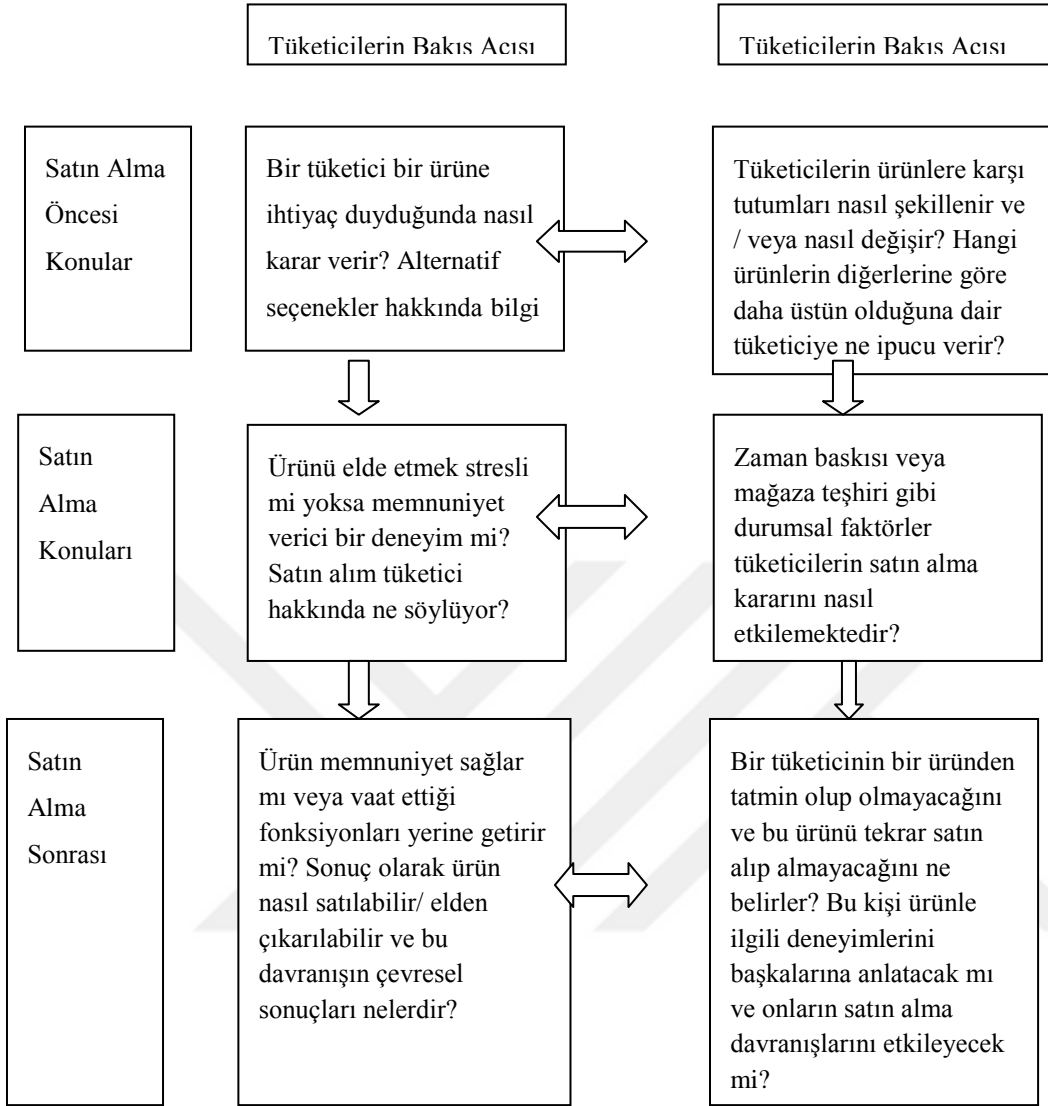 Tüketicilerin Bakış Açısı
Tüketicilerin Bakış Açısı
Satın Alma
Öncesi
Konular
Bir tüketici bir ürüne
ihtiyaç duyduğunda nasıl
karar verir? Alternatif
seçenekler hakkında bilgi
Tüketicilerin ürünlere karşı
tutumları nasıl şekillenir ve
/ veya nasıl değişir? Hangi
ürünlerin diğerlerine göre
daha üstün olduğuna dair
tüketiciye ne ipucu verir?
Satın
Alma
Konuları
Ürünü elde etmek stresli
mi yoksa memnuniyet
verici bir deneyim mi?
Satın alım tüketici
hakkında ne söylüyor?
Zaman baskısı veya
mağaza teşhiri gibi
durumsal faktörler
tüketicilerin satın alma
kararını nasıl
etkilemektedir?
Satın
Alma
Sonrası
Ürün memnuniyet sağlar
mı veya vaat ettiği
fonksiyonları yerine getirir
mi? Sonuç olarak ürün
nasıl satılabilir/ elden
çıkarılabilir ve bu
davranışın çevresel
sonuçları nelerdir?
Bir tüketicinin bir üründen
tatmin olup olmayacağını
ve bu ürünü tekrar satın
alıp almayacağını ne
belirler? Bu kişi ürünle
ilgili deneyimlerini
başkalarına anlatacak mı
ve onların satın alma
davranışlarını etkileyecek
mi?